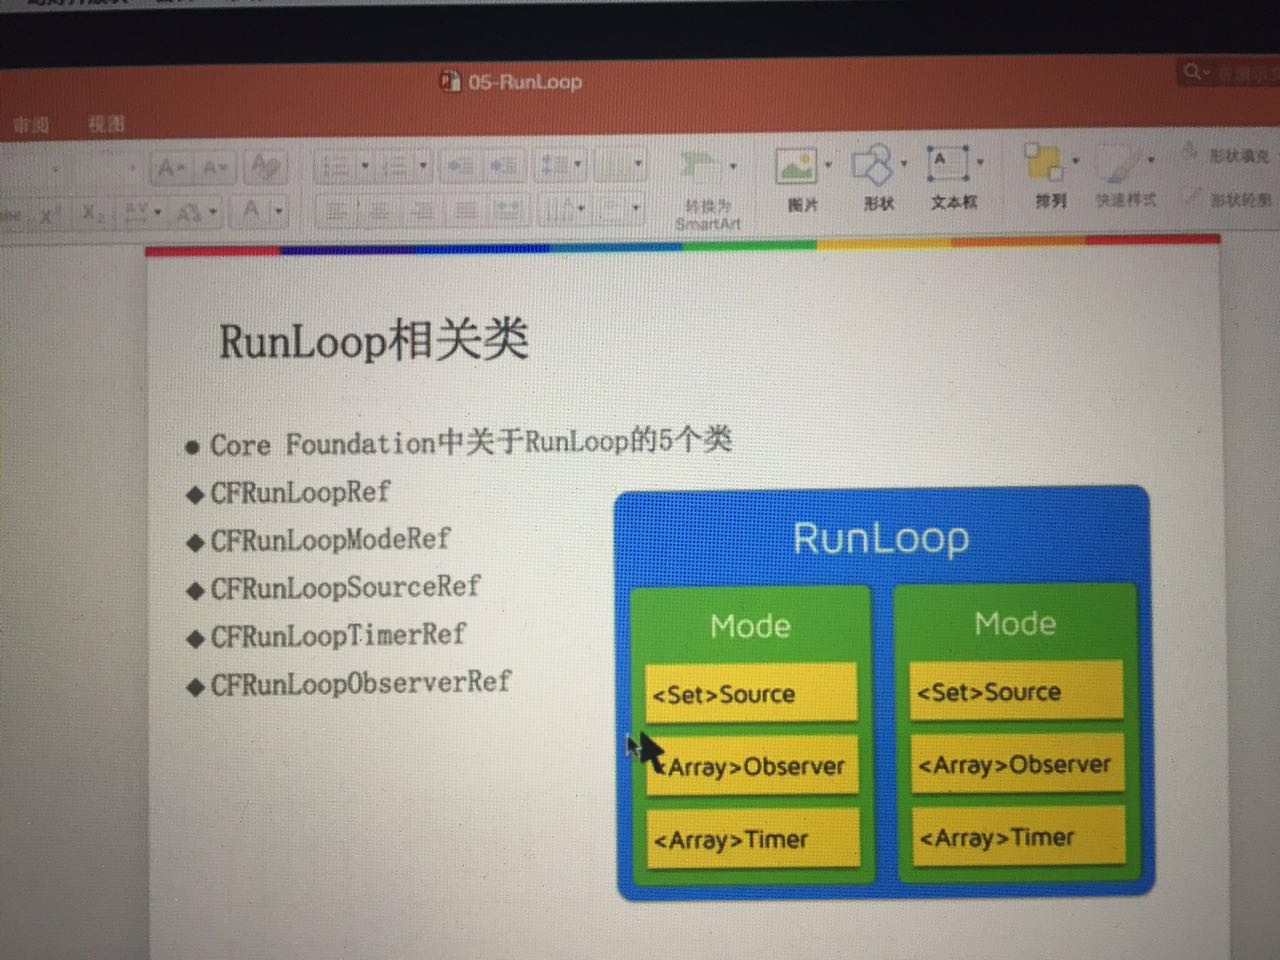 05-RunLoop
审阅 视图
转换为
SmartArt
图片
形状
文本框
排列
快速样式
形状填充
形状轮廓
RunLoop相关类
● Core Foundation中关于RunLoop的5个类
◆ CFRunLoopRef
◆ CFRunLoopModeRef
◆ CFRunLoopSourceRef
◆ CFRunLoopTimerRef
◆ CFRunLoopObserverRef
RunLoop
Mode
<Set>Source
<Array>Observer
<Array>Timer
Mode
<Set>Source
<Array>Observer
<Array>Timer